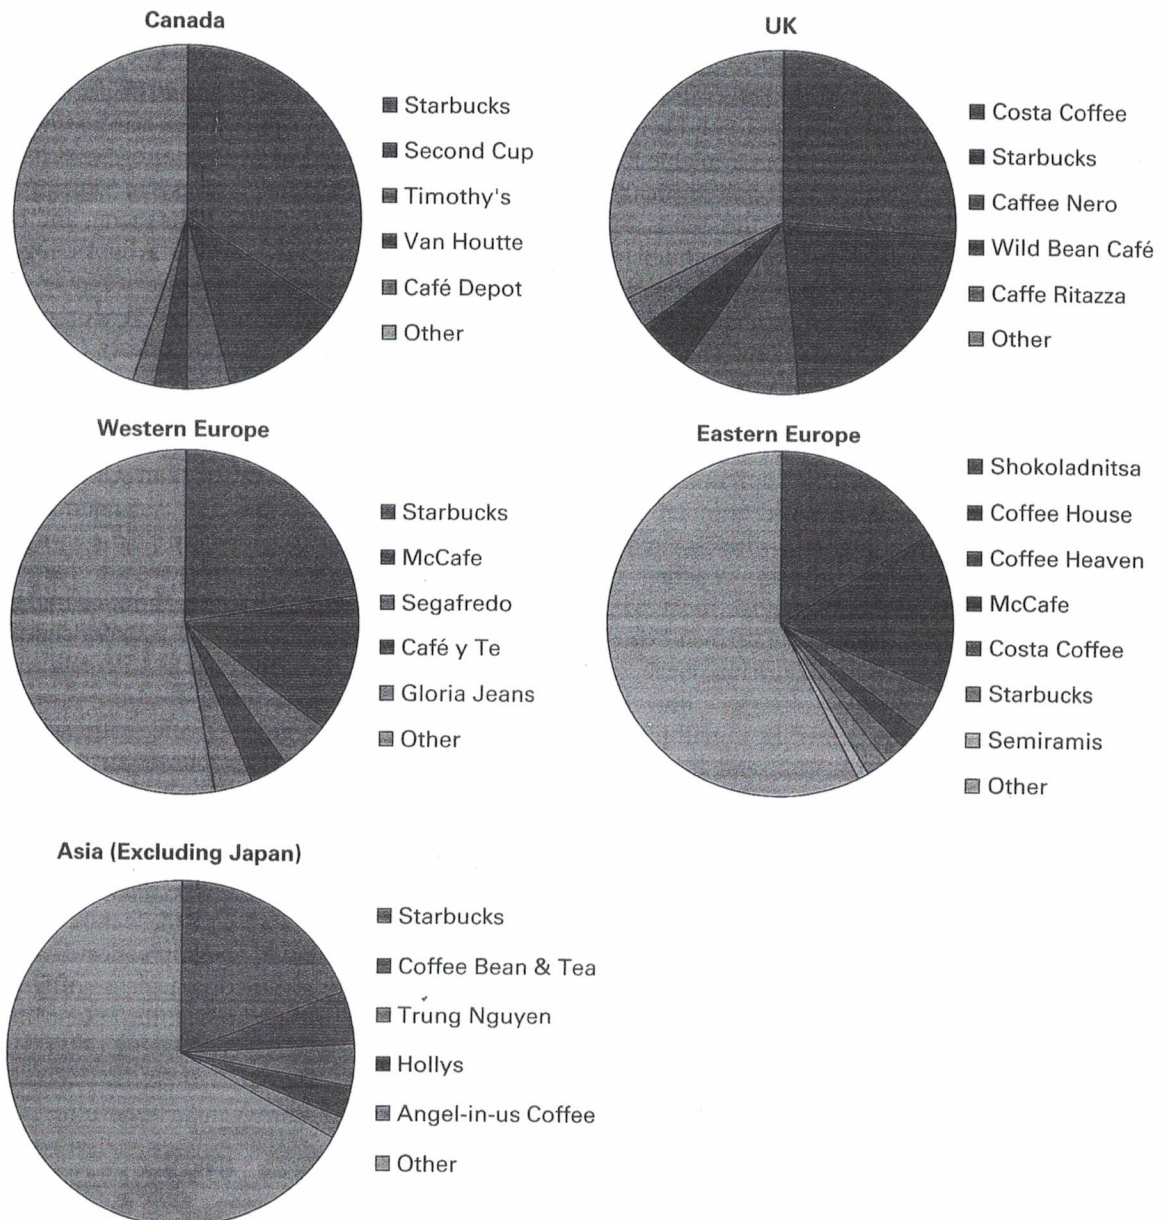 Canada
Starbucks
Second Cup
Timothy's
Van Houtte
Café Depot
Other
UK
Costa Coffee
Starbucks
Caffee Nero
Wild Bean Café
Caffe Ritazza
Other
Western Europe
Starbucks
McCafe
Segafredo
Café y Te
Gloria Jeans
Other
Eastern Europe
Shokoladnitsa
Coffee House
Coffee Heaven
McCafe
Costa Coffee
Starbucks
Semiramis
Other
Asia (Excluding Japan)
Starbucks
Coffee Bean & Tea
Trung Nguyen
Hollys
Angel-in-us Coffee
Other